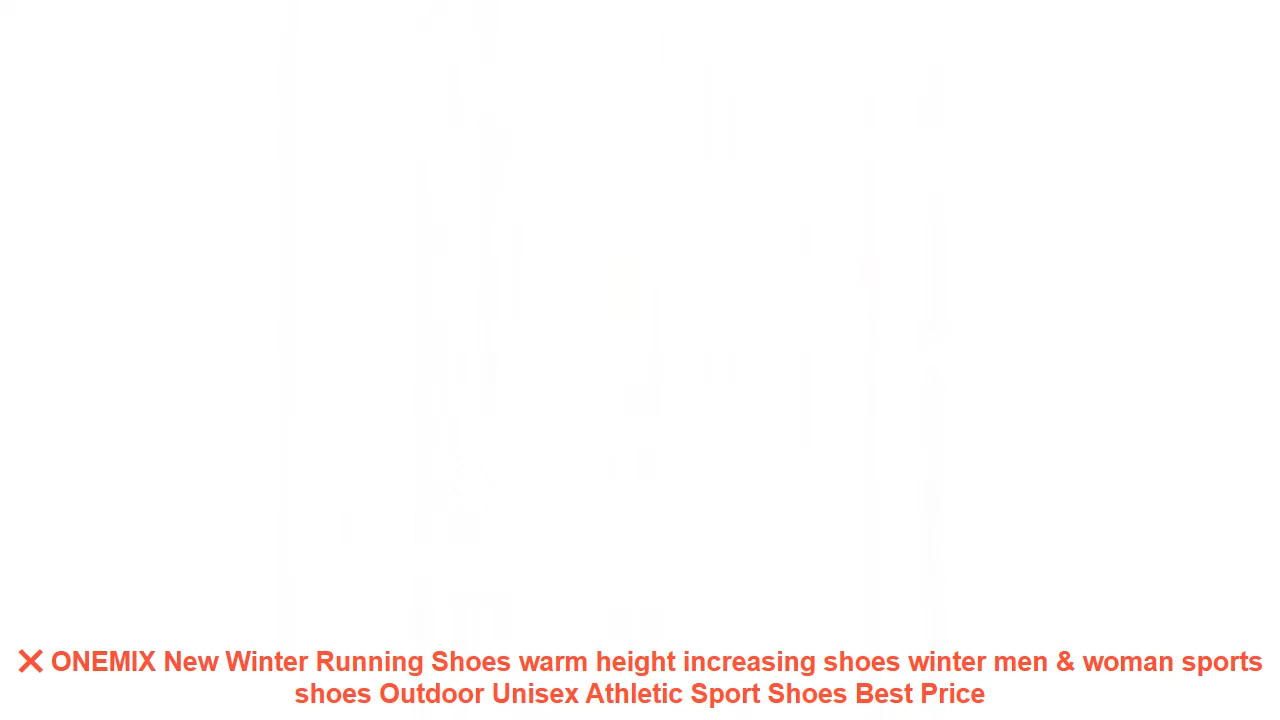 ❌ ONEMIX New Winter Running Shoes warm height increasing shoes winter men & woman sports
shoes Outdoor Unisex Athletic Sport Shoes Best Price